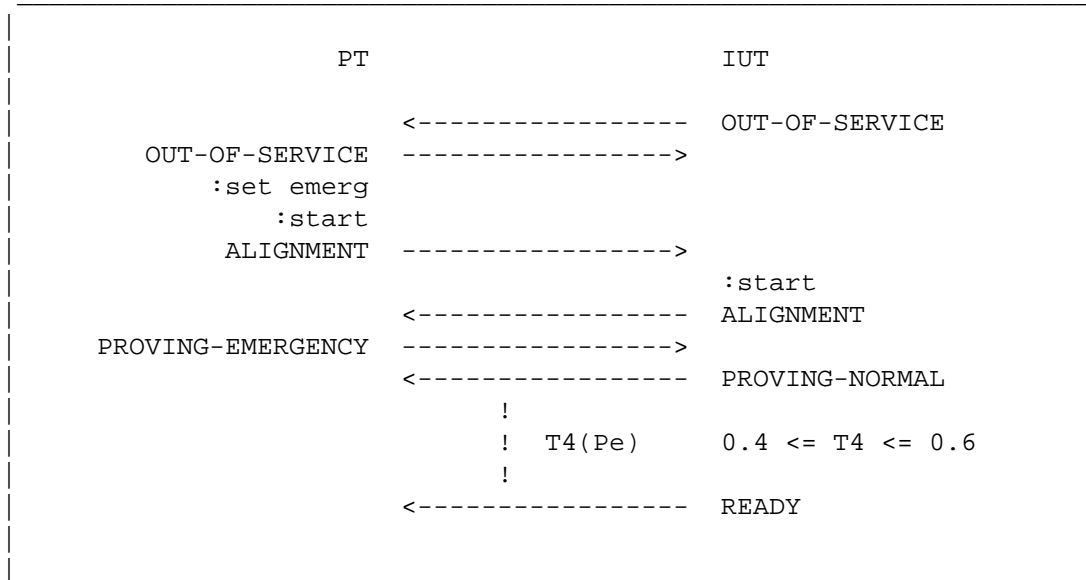 PT IUT
<----------------- OUT-OF-SERVICE
OUT-OF-SERVICE ----------------->
:set emerg
:start
ALIGNMENT ----------------->
:start
<----------------- ALIGNMENT
PROVING-EMERGENCY ----------------->
<----------------- PROVING-NORMAL
!
! T4(Pe) 0.4 <= T4 <= 0.6
!
<----------------- READY